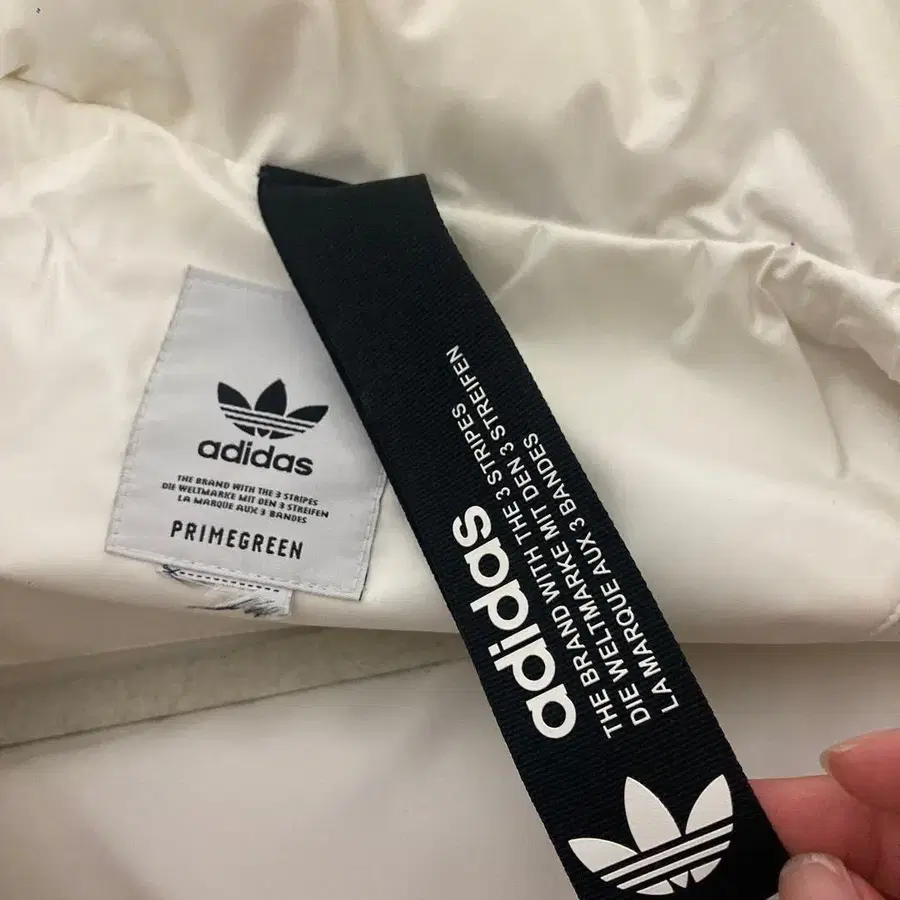 adidas
THE BRAND WITH THE 3 STRIPES
DIE WELTMARKE MIT DEN 3 STREIFEN
LA MARQUE AUX 3 BANDES
PRIMEGREEN
adidas
THE BRAND WITH THE 3 STRIPES
DIE WELTMARKE MIT DEN 3 STREIFEN
LA MARQUE AUX 3 BANDES